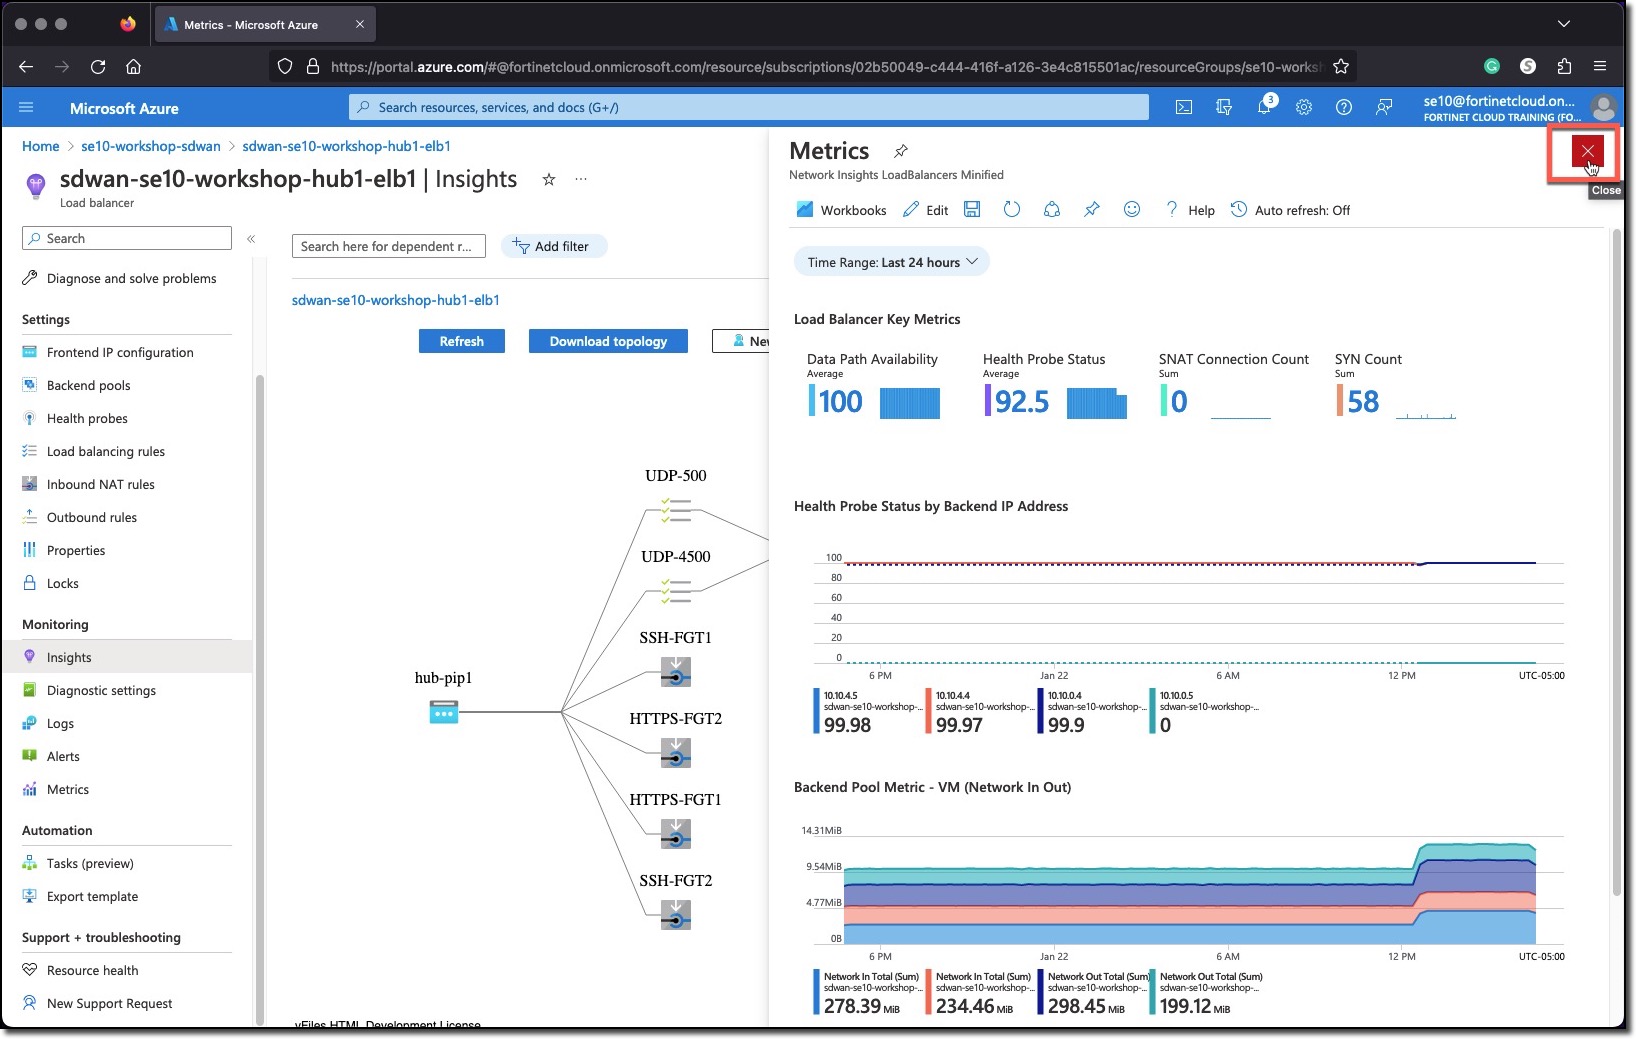 Metrics - Microsoft Azure
https://portal.azure.com/#@fortinetcloud.onmicrosoft.com/resource/subscriptions/02b50049-c444-416f-a126-3e4c815501ac/resourceGroups/se10-worksh
Microsoft Azure
Search resources, services, and docs (G+/)
3
se10@fortinetcloud.on...
FORTINET CLOUD TRAINING (FO...
Home > se10-workshop-sdwan > sdwan-se10-workshop-hub1-elb1
sdwan-se10-workshop-hub1-elb1 | Insights
Load balancer
Search
Diagnose and solve problems
Settings
Frontend IP configuration
Backend pools
Health probes
Load balancing rules
Inbound NAT rules
Outbound rules
Properties
Locks
Monitoring
Insights
Diagnostic settings
Logs
Alerts
Metrics
Automation
Tasks (preview)
Export template
Support + troubleshooting
Resource health
New Support Request
Search here for dependent r...
Add filter
sdwan-se10-workshop-hub1-elb1
Refresh
Download topology
New
UDP-500
UDP-4500
SSH-FGT1
hub-pip1
HTTPS-FGT2
HTTPS-FGT1
SSH-FGT2
yFiles HTML Development License
Metrics
Network Insights LoadBalancers Minified
Close
Workbooks Edit Help Auto refresh: Off
Time Range: Last 24 hours
Load Balancer Key Metrics
Data Path Availability
Average
100
Health Probe Status
Average
92.5
SNAT Connection Count
Sum
0
SYN Count
Sum
58
Health Probe Status by Backend IP Address
100
80
60
40
20
0
6 PM Jan 22 6 AM 12 PM UTC-05:00
10.10.4.5
sdwan-se10-workshop-...
99.98
10.10.4.4
sdwan-se10-workshop-...
99.97
10.10.0.4
sdwan-se10-workshop-...
99.9
10.10.0.5
sdwan-se10-workshop-...
0
Backend Pool Metric - VM (Network In Out)
14.31MiB
9.54MiB
4.77MiB
0B
6 PM Jan 22 6 AM 12 PM UTC-05:00
Network In Total (Sum)
sdwan-se10-workshop-...
278.39 MiB
Network In Total (Sum)
sdwan-se10-workshop-...
234.46 MiB
Network Out Total (Sum)
sdwan-se10-workshop-...
298.45 MiB
Network Out Total (Sum)
sdwan-se10-workshop-...
199.12 MiB